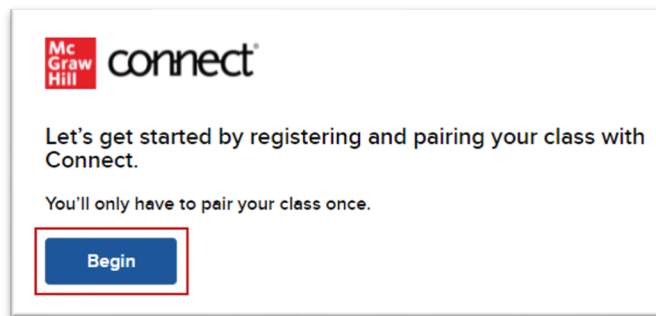 Mc
Graw
Hill
connect®
Let's get started by registering and pairing your class with
Connect.
You'll only have to pair your class once.
Begin